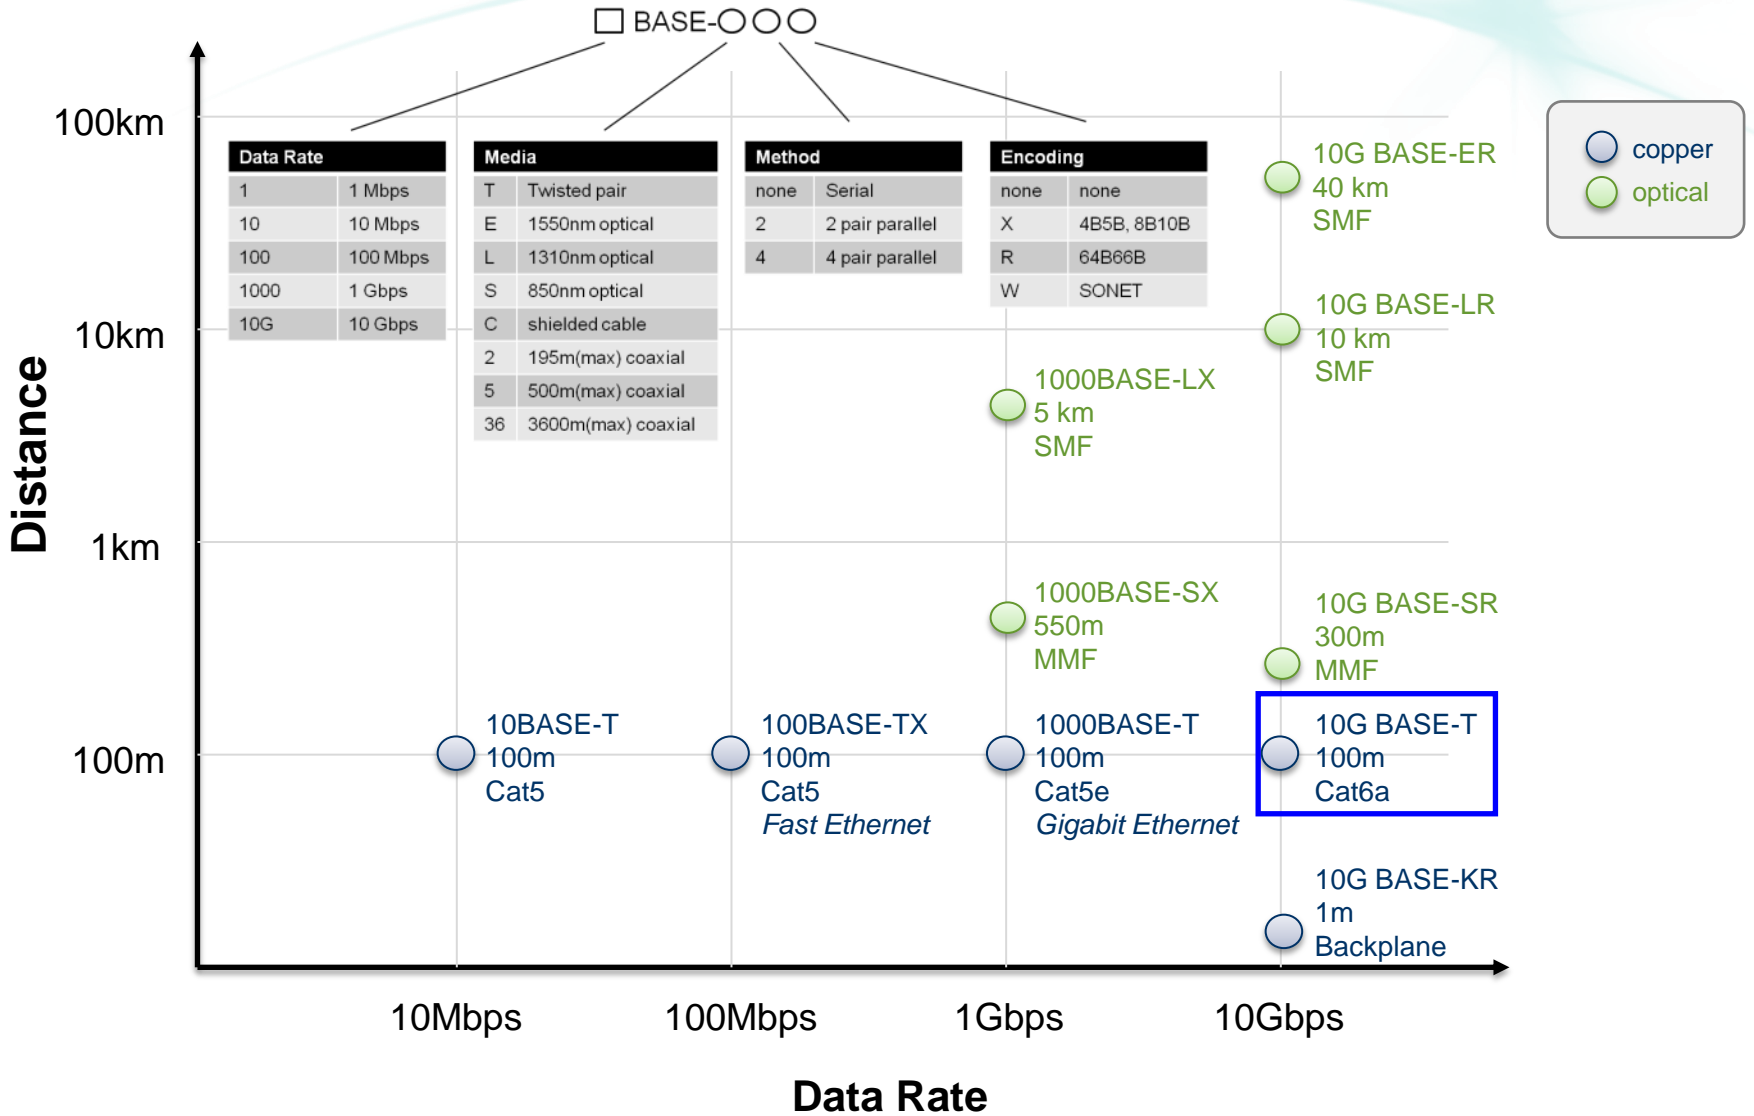 □ BASE-○○○
100km
10km
1km
100m
Distance
Data Rate
1 1 Mbps
10 10 Mbps
100 100 Mbps
1000 1 Gbps
10G 10 Gbps
Media
T Twisted pair
E 1550nm optical
L 1310nm optical
S 850nm optical
C shielded cable
2 195m(max) coaxial
5 500m(max) coaxial
36 3600m(max) coaxial
Method
none Serial
2 2 pair parallel
4 4 pair parallel
Encoding
none none
X 4B5B, 8B10B
R 64B66B
W SONET
copper
optical
10G BASE-ER
40 km
SMF
10G BASE-LR
10 km
SMF
1000BASE-LX
5 km
SMF
1000BASE-SX
550m
MMF
10G BASE-SR
300m
MMF
10BASE-T
100m
Cat5
100BASE-TX
100m
Cat5
Fast Ethernet
1000BASE-T
100m
Cat5e
Gigabit Ethernet
10G BASE-T
100m
Cat6a
10G BASE-KR
1m
Backplane
10Mbps
100Mbps
1Gbps
10Gbps
Data Rate